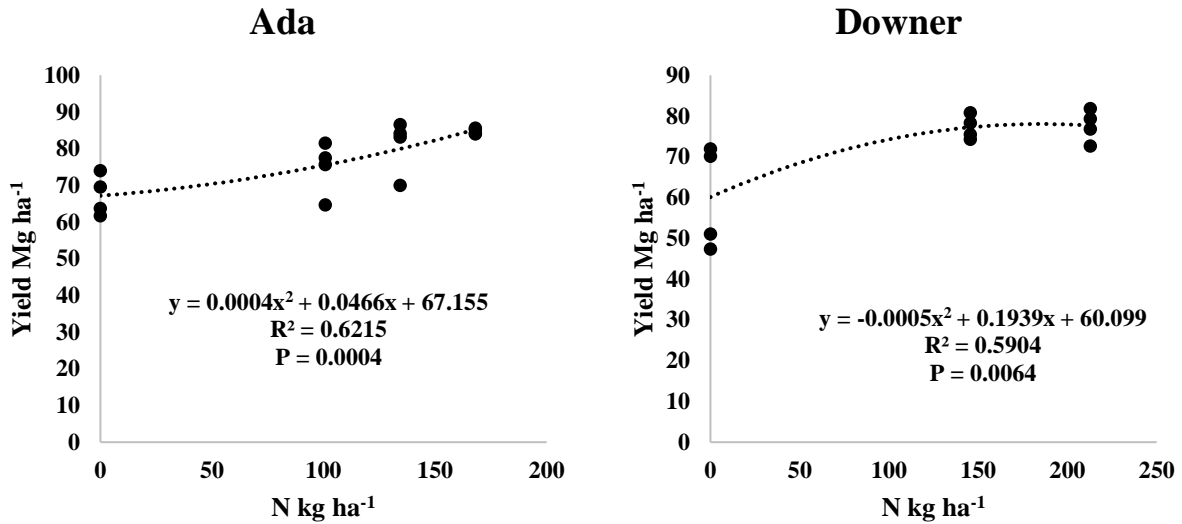 Ada
100
90
80
70
60
50
40
30
20
10
0
Yield Mg ha-1
y = 0.0004x2 + 0.0466x + 67.155
R² = 0.6215
P = 0.0004
0 50 100 150 200
N kg ha-1
Downer
90
80
70
60
50
40
30
20
10
0
Yield Mg ha-1
y = -0.0005x2 + 0.1939x + 60.099
R² = 0.5904
P = 0.0064
0 50 100 150 200 250
N kg ha-1